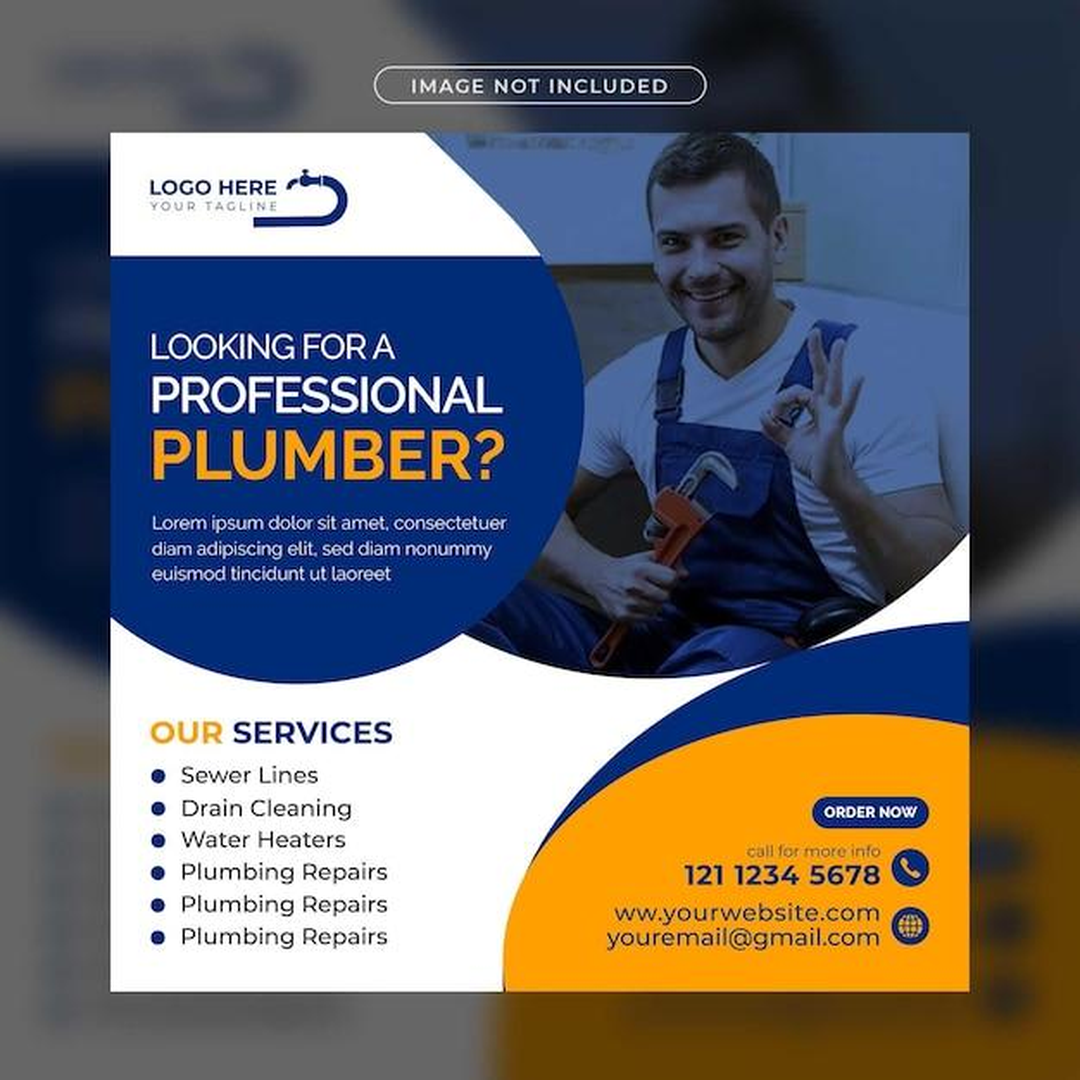 IMAGE NOT INCLUDED
LOGO HERE
YOUR TAGLINE
LOOKING FOR A
PROFESSIONAL
PLUMBER?
Lorem ipsum dolor sit amet, consectetuer
diam adipiscing elit, sed diam nonummy
euismod tincidunt ut laoreet
OUR SERVICES
Sewer Lines
Drain Cleaning
Water Heaters
Plumbing Repairs
Plumbing Repairs
Plumbing Repairs
ORDER NOW
call for more info
121 1234 5678
ww.yourwebsite.com
youremail@gmail.com